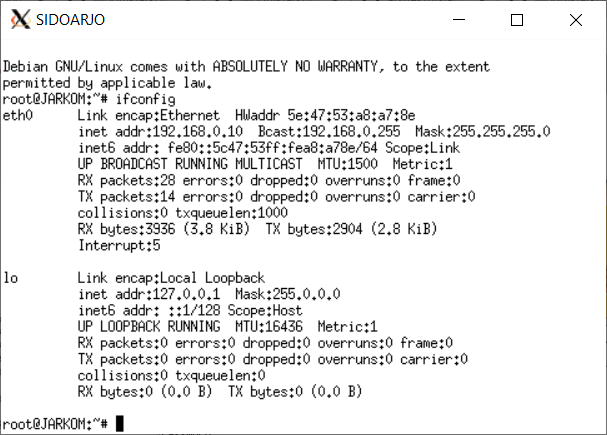 SIDOARJO
Debian GNU/Linux comes with ABSOLUTELY NO WARRANTY, to the extent
permitted by applicable law.
root@JARKOM:~# ifconfig
eth0      Link encap:Ethernet  HWaddr 5e:47:53:a8:a7:8e
          inet addr:192.168.0.10  Bcast:192.168.0.255  Mask:255.255.255.0
          inet6 addr: fe80::5c47:53ff:fea8:a78e/64 Scope:Link
          UP BROADCAST RUNNING MULTICAST  MTU:1500  Metric:1
          RX packets:28 errors:0 dropped:0 overruns:0 frame:0
          TX packets:14 errors:0 dropped:0 overruns:0 carrier:0
          collisions:0 txqueuelen:1000
          RX bytes:3936 (3.8 KiB)  TX bytes:2904 (2.8 KiB)
          Interrupt:5
lo        Link encap:Local Loopback
          inet addr:127.0.0.1  Mask:255.0.0.0
          inet6 addr: ::1/128 Scope:Host
          UP LOOPBACK RUNNING  MTU:16436  Metric:1
          RX packets:0 errors:0 dropped:0 overruns:0 frame:0
          TX packets:0 errors:0 dropped:0 overruns:0 carrier:0
          collisions:0 txqueuelen:0
          RX bytes:0 (0.0 B)  TX bytes:0 (0.0 B)
root@JARKOM:~#